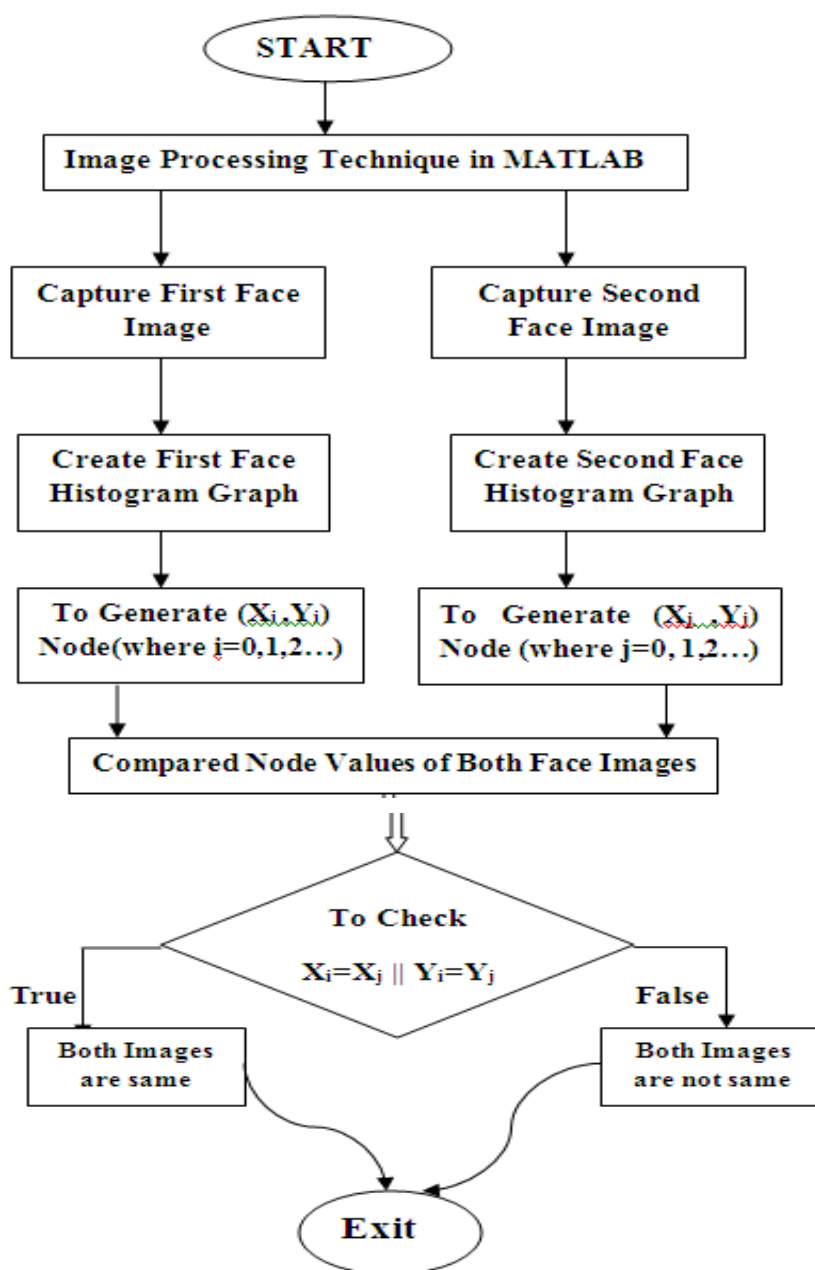 START
Image Processing Technique in MATLAB
Capture First Face
Image
Capture Second
Face Image
Create First Face
Histogram Graph
Create Second Face
Histogram Graph
To Generate (Xi ,Yi)
Node(where i=0,1,2...)
To Generate (Xj ,Yj)
Node (where j=0, 1,2...)
Compared Node Values of Both Face Images
To Check
Xi=Xj || Yi=Yj
True
False
Both Images
are same
Both Images
are not same
Exit